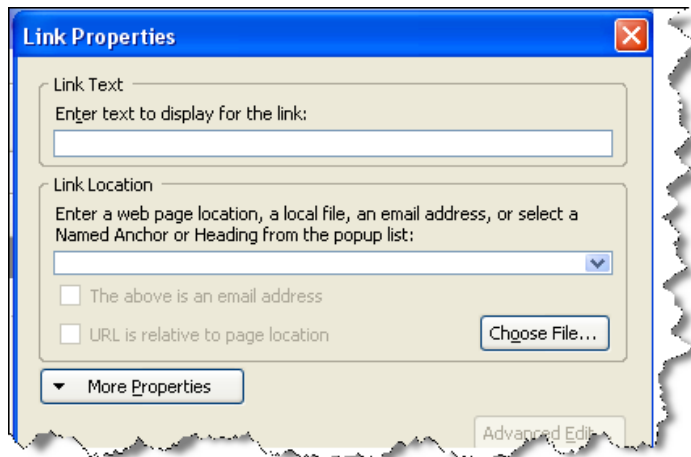 Link Properties
Link Text
Enter text to display for the link:
Link Location
Enter a web page location, a local file, an email address, or select a
Named Anchor or Heading from the popup list:
The above is an email address
URL is relative to page location
Choose File...
More Properties
Advanced Edit...